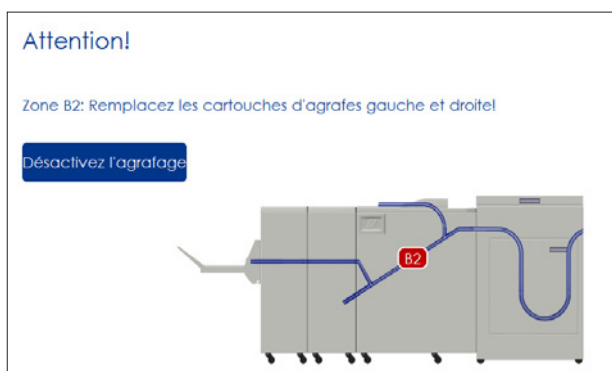 Attention!
Zone B2: Remplacez les cartouches d'agrafes gauche et droite!
Désactivez l'agrafage
B2